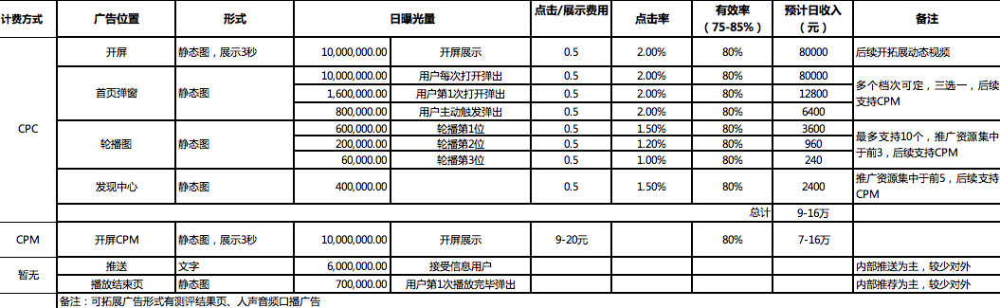 计费方式 广告位置 形式 日曝光量 点击/展示费用 点击率 有效率（75-85%） 预计日收入（元） 备注
CPC
开屏 静态图，展示3秒 10,000,000.00 开屏展示 0.5 2.00% 80% 80000 后续开拓展动态视频
首页弹窗 静态图 10,000,000.00 用户每次打开弹出 0.5 2.00% 80% 80000
1,600,000.00 用户第1次打开弹出 0.5 2.00% 80% 12800
800,000.00 用户主动触发弹出 0.5 2.00% 80% 6400
多个档次可定，三选一，后续
支持CPM
轮播图 静态图 600,000.00 轮播第1位 0.5 1.50% 80% 3600
200,000.00 轮播第2位 0.5 1.20% 80% 960
60,000.00 轮播第3位 0.5 1.00% 80% 240
最多支持10个，推广资源集中
于前3，后续支持CPM
发现中心 静态图 400,000.00 0.5 1.50% 80% 2400
推广资源集中于前5，后续支持
CPM
总计 9-16万
CPM 开屏CPM 静态图，展示3秒 10,000,000.00 开屏展示 9-20元 80% 7-16万
暂无
推送 文字 6,000,000.00 接受信息用户 内部推送为主，较少对外
播放结束页 静态图 700,000.00 用户第1次播放完毕弹出 内部推荐为主，较少对外
备注：可拓展广告形式有测评结果页、人声音频口播广告